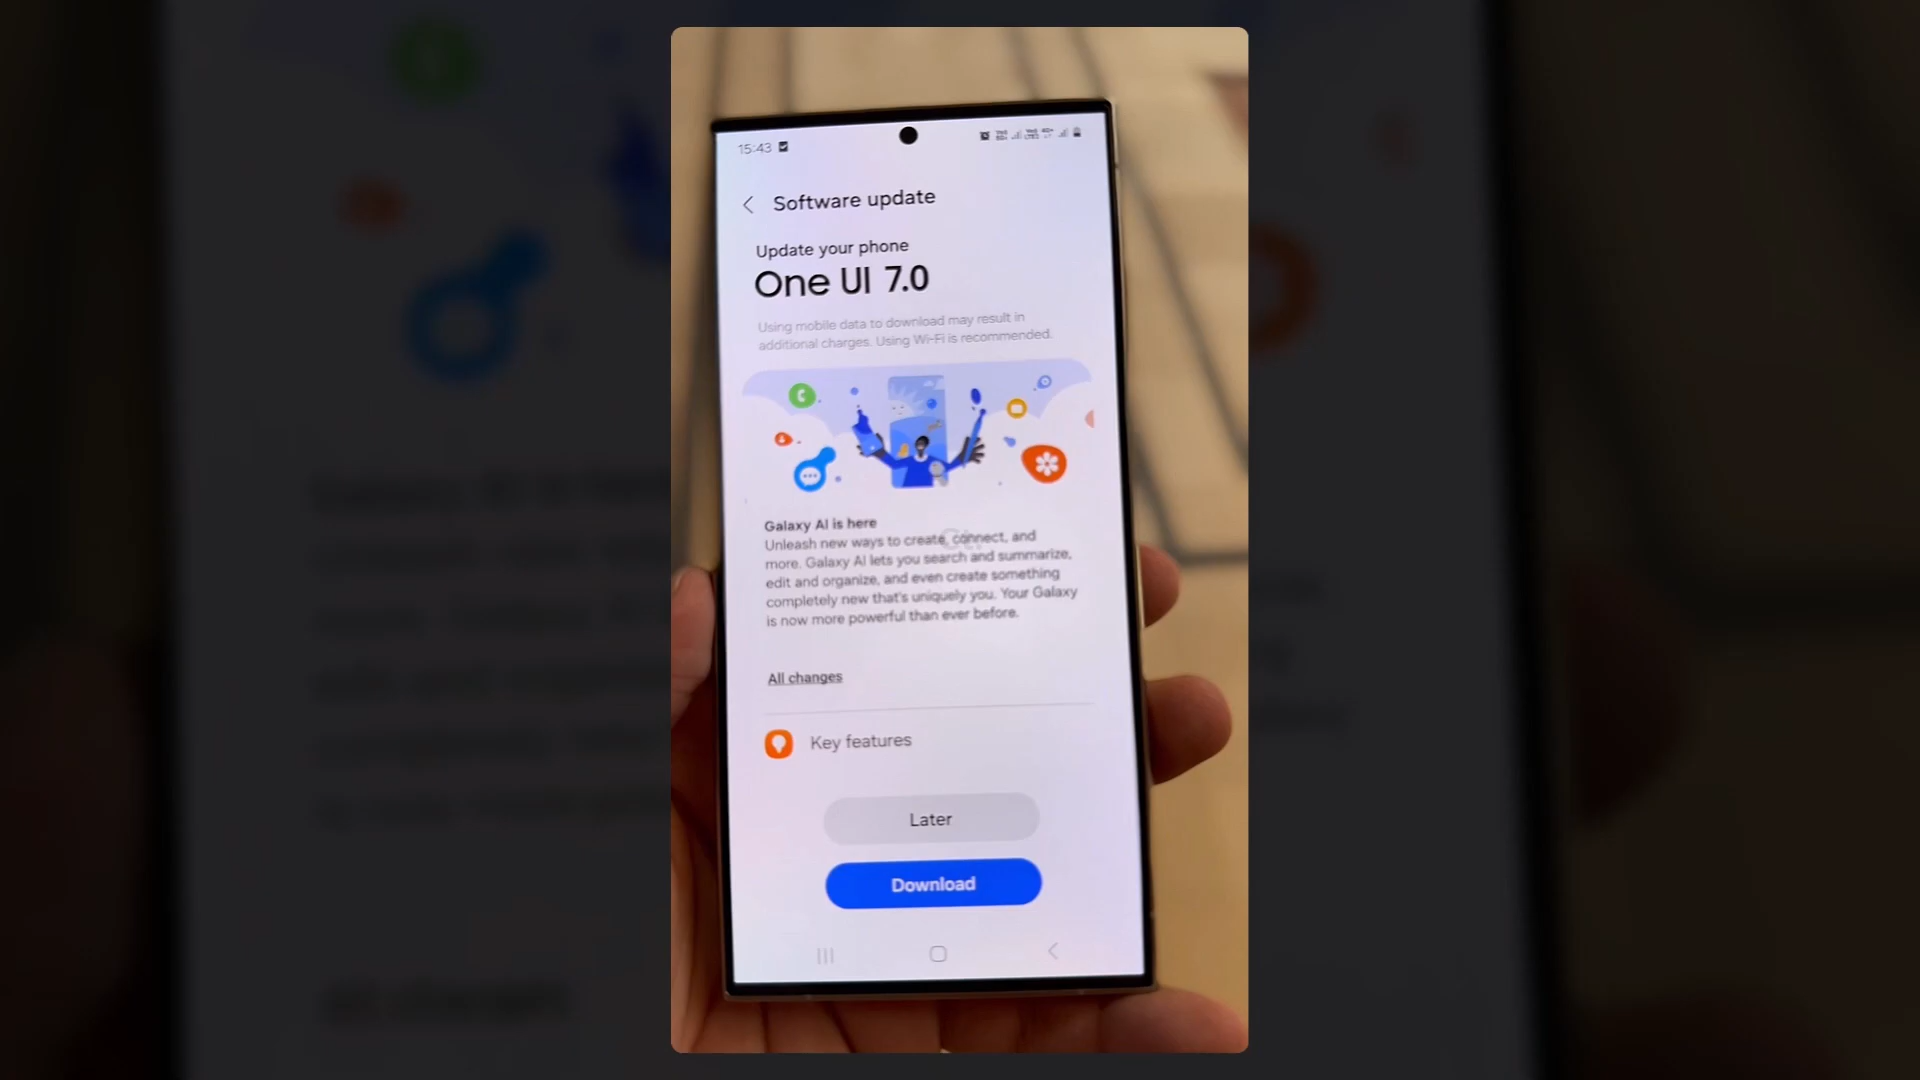 15:43
Software update
Update your phone
One UI 7.0
Using mobile data to download may result in
additional charges. Using Wi-Fi is recommended.
Galaxy AI is here
Unleash new ways to create, connect, and
more. Galaxy AI lets you search and summarize,
edit and organize, and even create something
completely new that's uniquely you. Your Galaxy
is now more powerful than ever before.
All changes
Key features
Later
Download